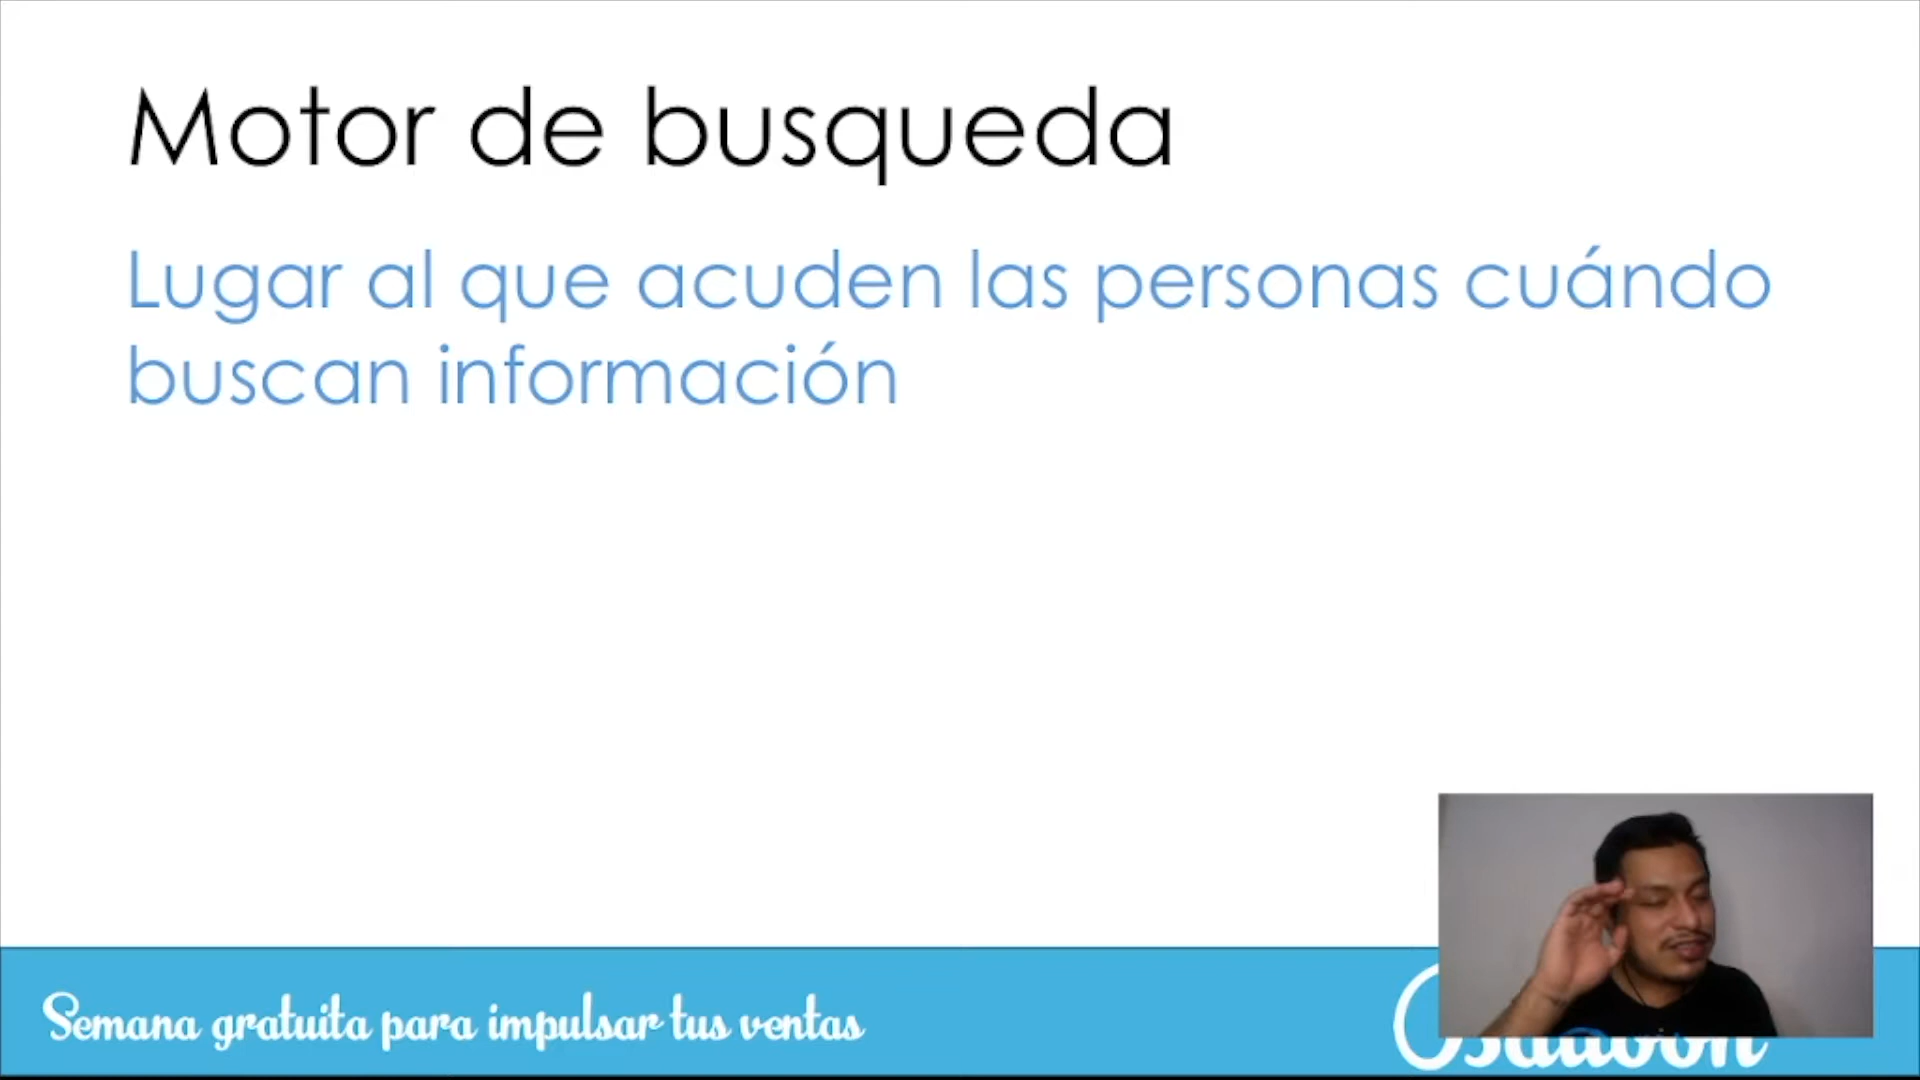 Motor de busqueda
Lugar al que acuden las personas cuándo
buscan información
Semana gratuita para impulsar tus ventas